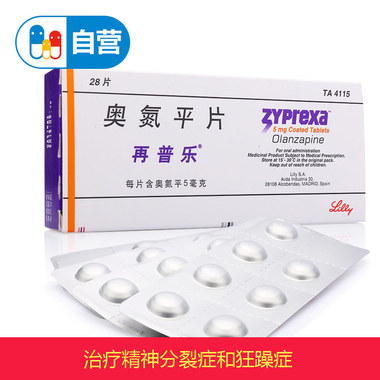 自营
28 片
TA 4115
奥氮平片
再普乐®
每片含奥氮平5毫克
ZYPREXA™
5 mg Coated Tablets
Olanzapine
For oral administration
Medicinal Product Subject to Medical Prescription.
Store at 15 - 30°C in the original pack.
Keep out of reach of children.
Lilly S.A.
Avda Industria 30,
28108 Alcobendas, MADRID, Spain
Lilly
治疗精神分裂症和狂躁症